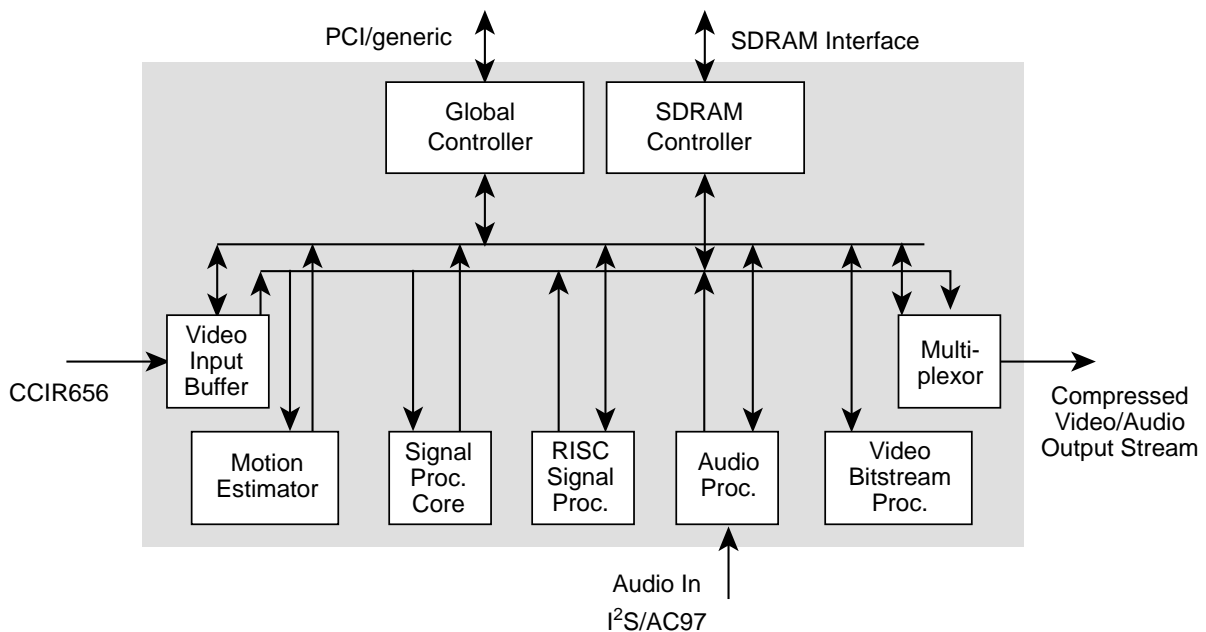 PCI/generic
SDRAM Interface
Global
Controller
SDRAM
Controller
Video
Input
Buffer
Multi-
plexor
CCIR656
Compressed
Video/Audio
Output Stream
Motion
Estimator
Signal
Proc.
Core
RISC
Signal
Proc.
Audio
Proc.
Video
Bitstream
Proc.
Audio In
I²S/AC97